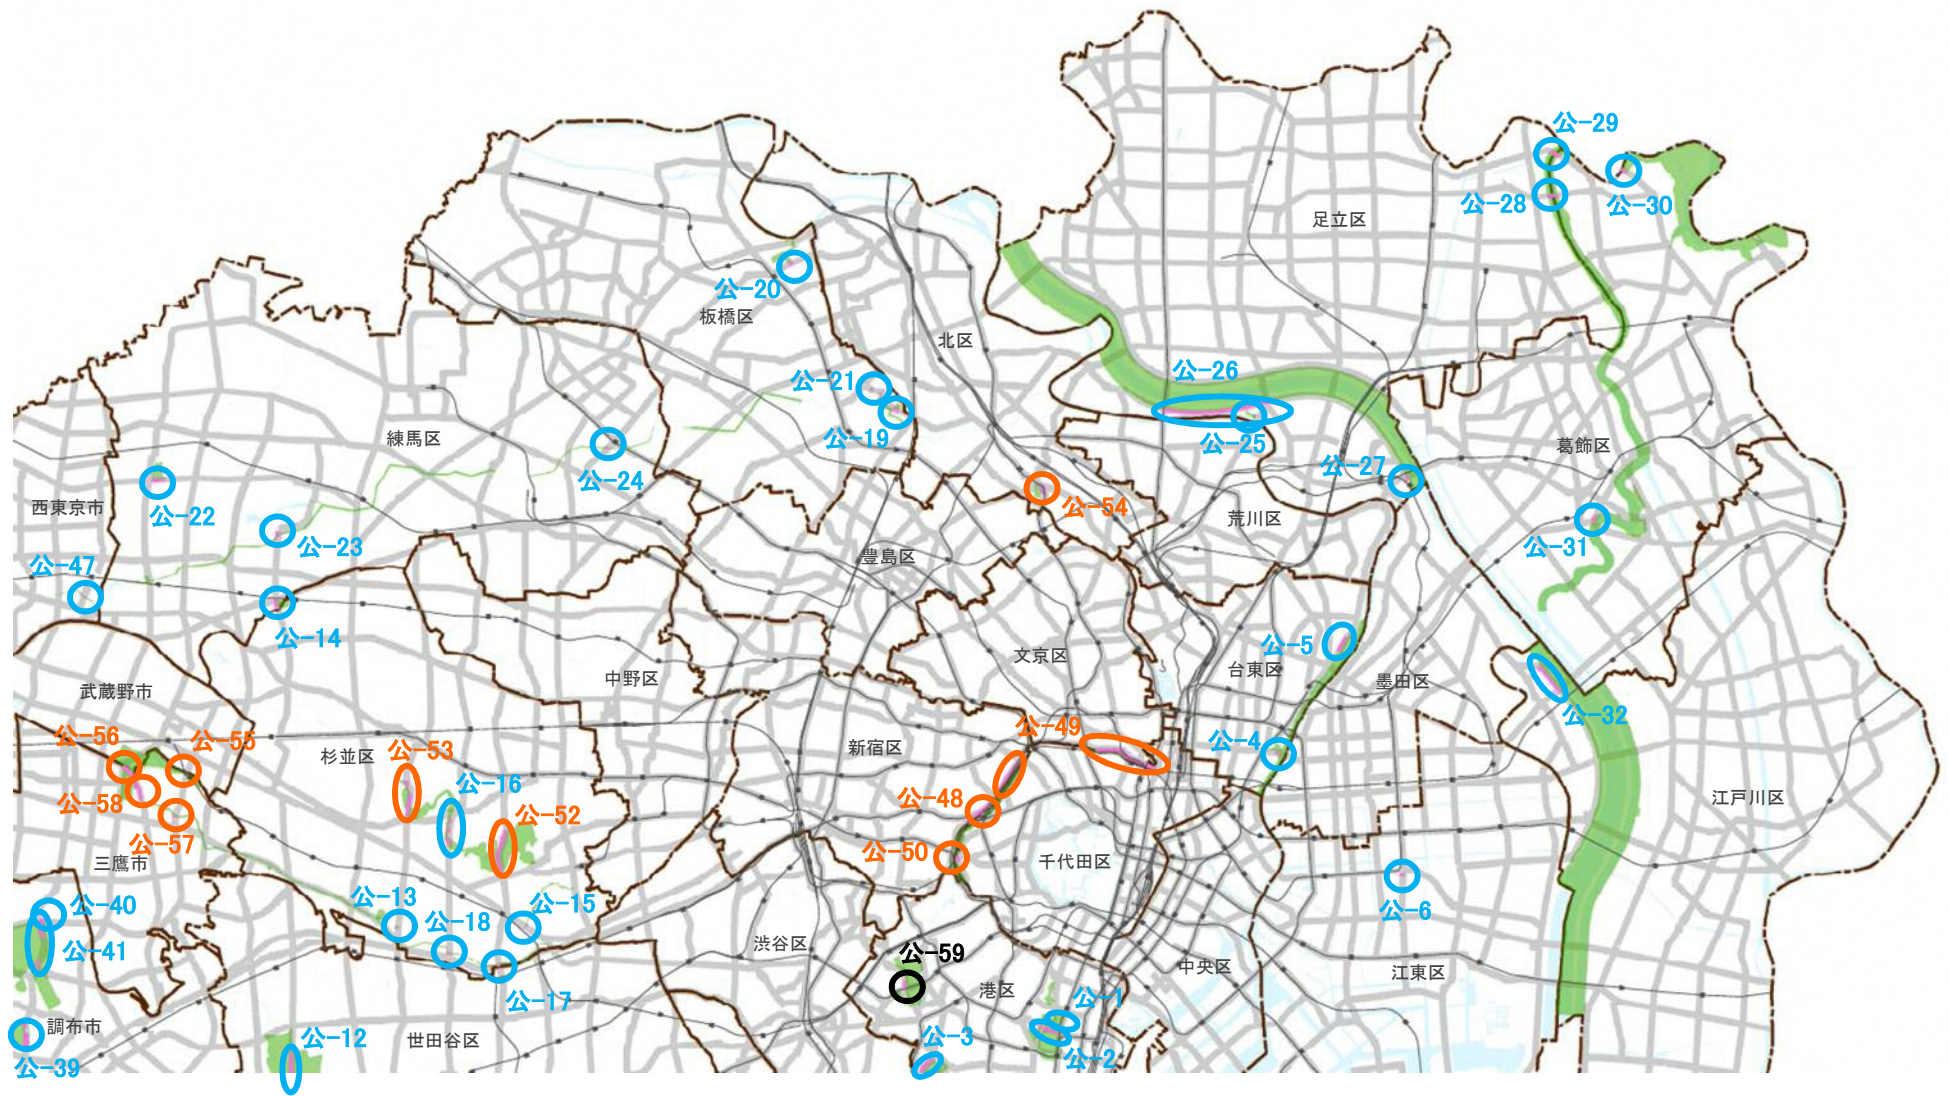 公-29
公-28
公-30
足立区
公-20
板橋区
北区
公-26
公-21
公-19
公-25
練馬区
公-24
公-27
葛飾区
西東京市
公-22
公-23
公-54
荒川区
公-31
公-47
豊島区
公-14
公-5
文京区
台東区
墨田区
中野区
武蔵野市
公-32
公-56
公-55
杉並区
公-53
公-49
新宿区
公-4
公-16
公-48
公-58
公-52
公-57
江戸川区
公-50
三鷹市
千代田区
公-13
公-18
公-15
公-6
公-40
公-41
渋谷区
公-59
中央区
江東区
港区
公-17
公-1
調布市
公-12
世田谷区
公-3
公-2
公-39